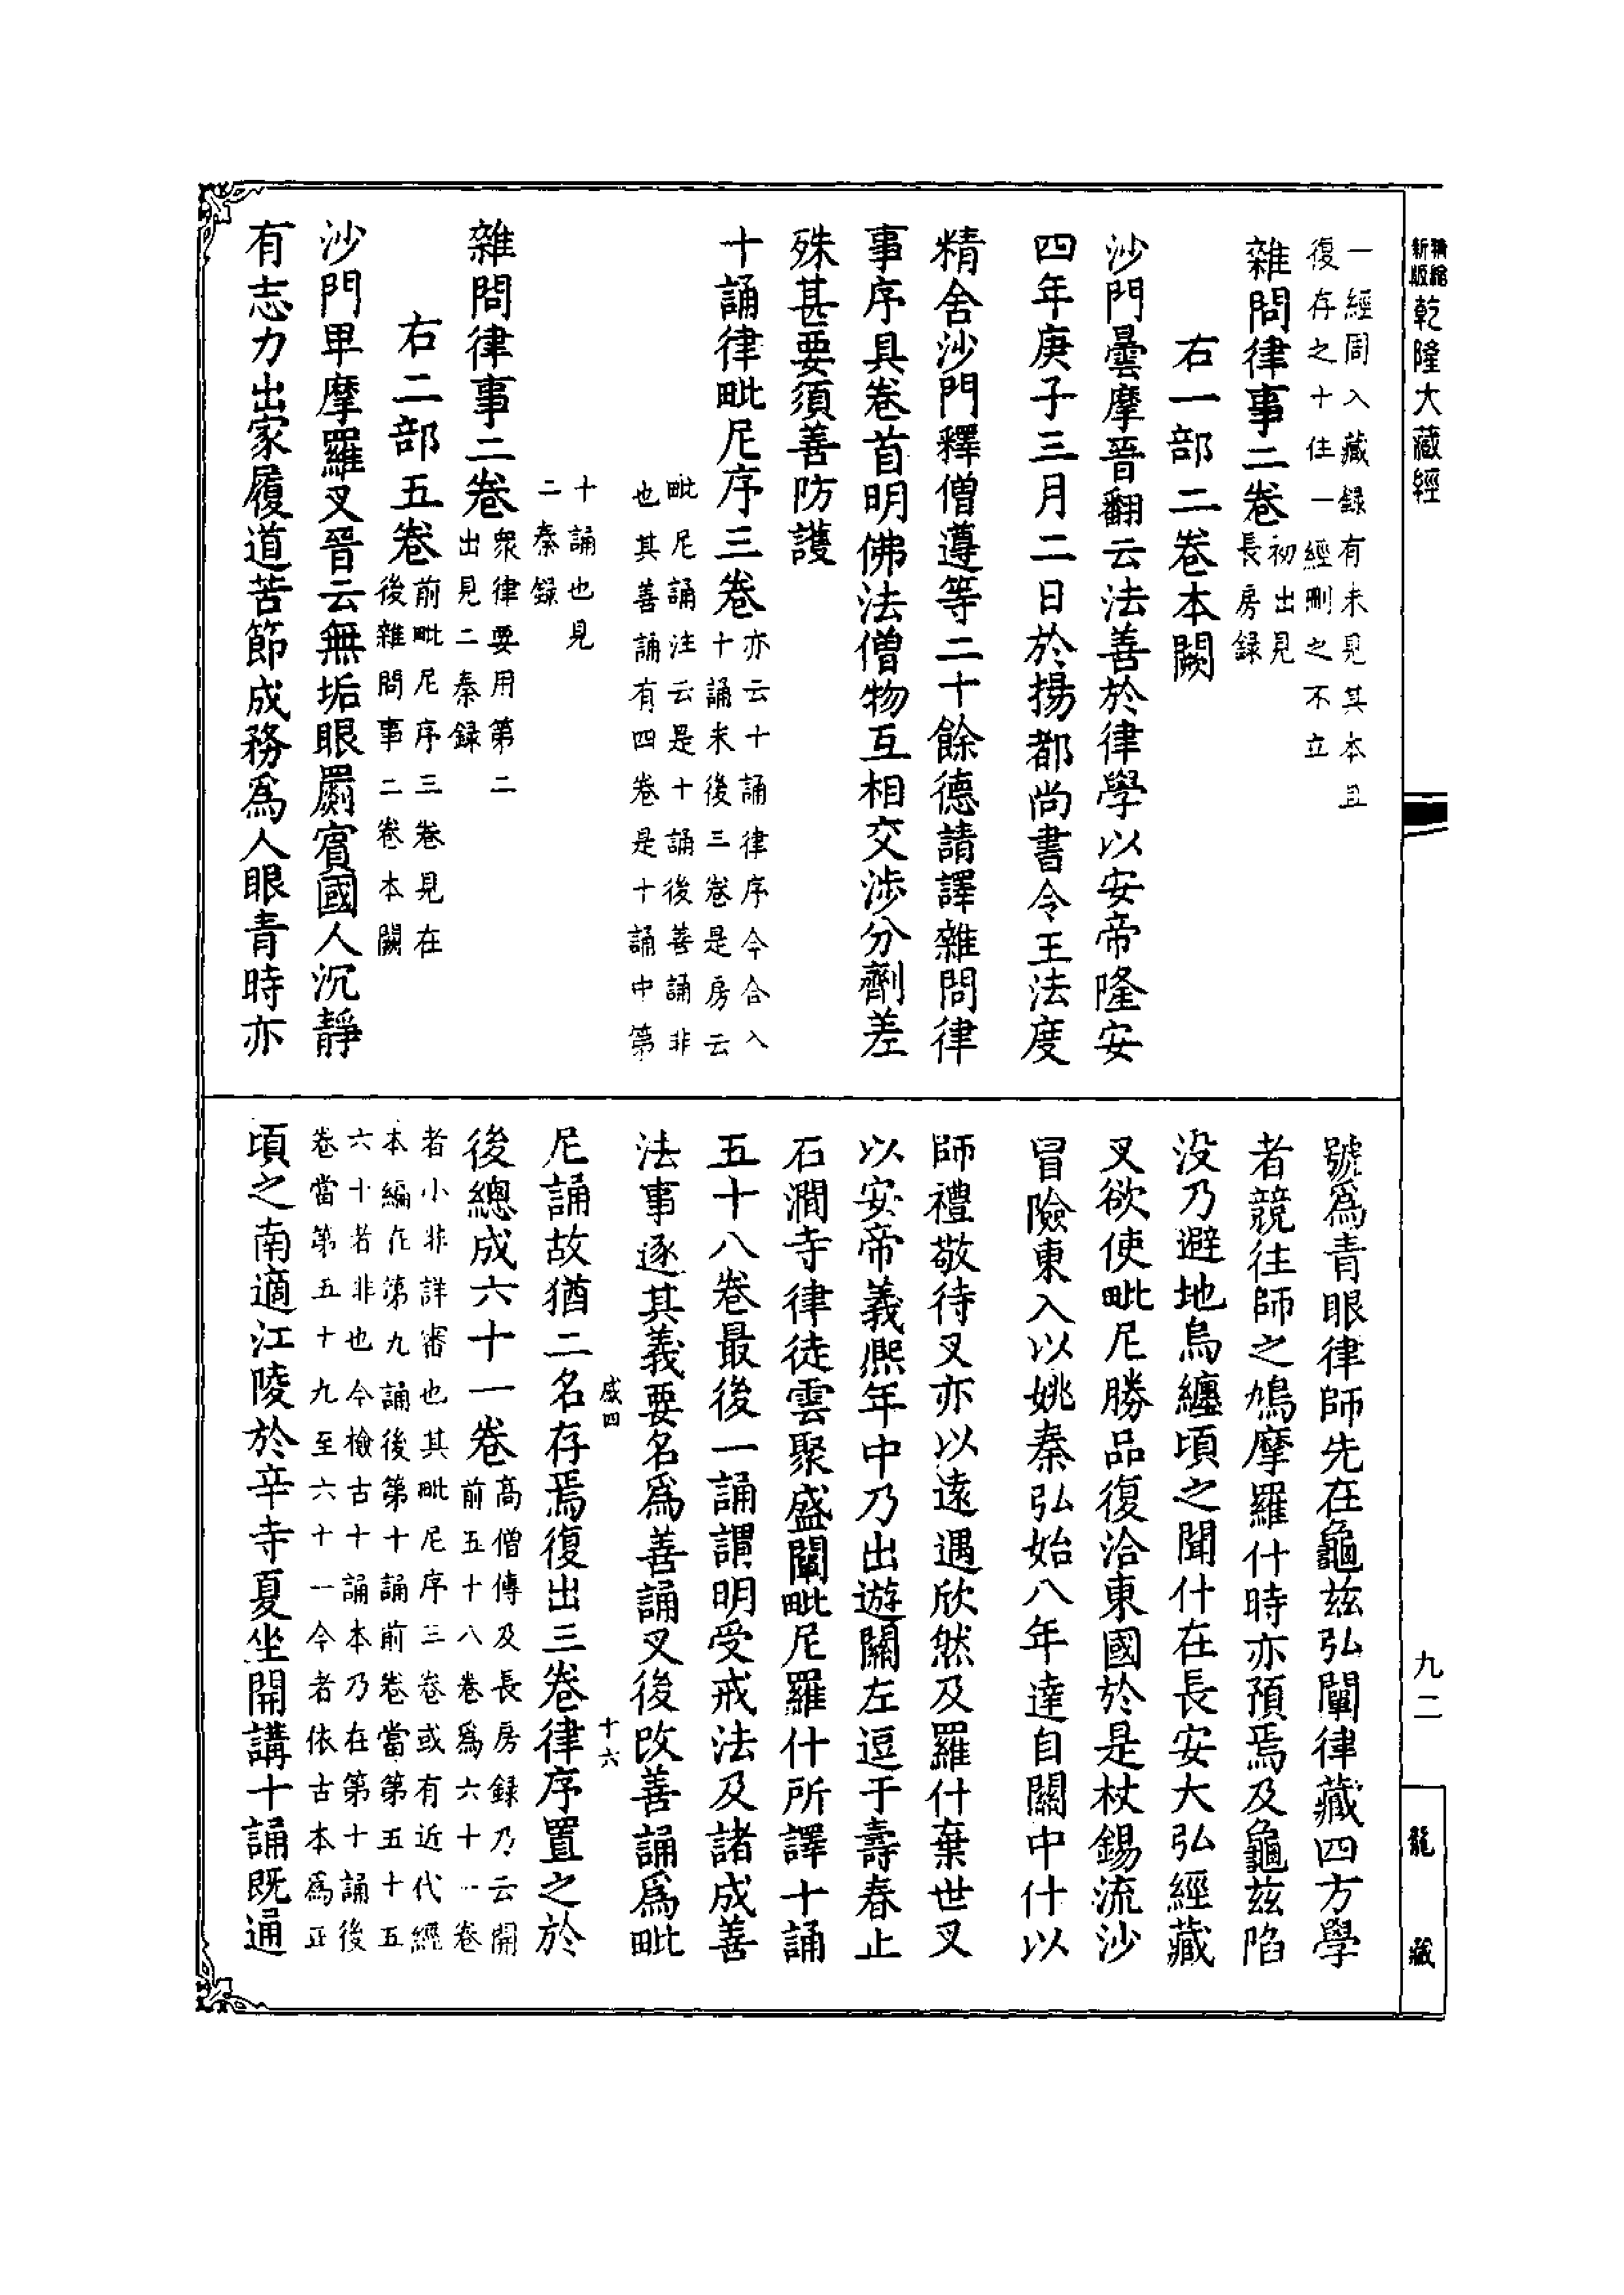 精縮新版
乾隆大藏經
一經同入藏録有未見其本且
復存之十住一經刪之不立
雜問律事二卷
初出見
長房録
右一部二卷本闕
沙門曇摩晉翻云法善於律學以安帝隆安
四年庚子三月二日於揚都尚書令王法度
精舍沙門釋僧遵等二十餘德請譯雜問律
事序具卷首明佛法僧物互相交涉分劑差
殊甚要須善防護
十誦律毗尼序三卷
亦云十誦律序今合入
十誦末後三卷是房云
毗尼誦注云是十誦後善誦非
也其善誦有四卷是十誦中第
十誦也見
二秦録
雜問律事二卷
衆律要用第二
出見二秦録
右二部五卷
前毗尼序三卷見在
後雜問事二卷本闕
沙門卑摩羅叉晉云無垢眼罽賓國人沉靜
有志力出家履道苦節成務爲人眼青時亦
九二
龍藏
號爲青眼律師先在龜茲弘闡律藏四方學
者競往師之鳩摩羅什時亦預焉及龜茲陷
沒乃避地烏纏頃之聞什在長安大弘經藏
叉欲使毗尼勝品復洽東國於是杖錫流沙
冒險東入以姚秦弘始八年達自關中什以
師禮敬待叉亦以遠遇欣然及羅什棄世叉
以安帝義熙年中乃出遊關左逗于壽春止
石澗寺律徒雲聚盛闡毗尼羅什所譯十誦
五十八卷最後一誦謂明受戒法及諸成善
法事逐其義要名爲善誦叉後改善誦爲毗
咸四
十六
尼誦故猶二名存焉復出三卷律序置之於
後總成六十一卷
高僧傳及長房録乃云開
前五十八卷爲六十一卷
者小非詳審也其毗尼序三卷或有近代經
本編在第九誦後第十誦前卷當第五十五
六十者非也今檢古十誦本乃在第十誦後
卷當第五十九至六十一今者依古本爲正
頃之南適江陵於辛寺夏坐開講十誦既通